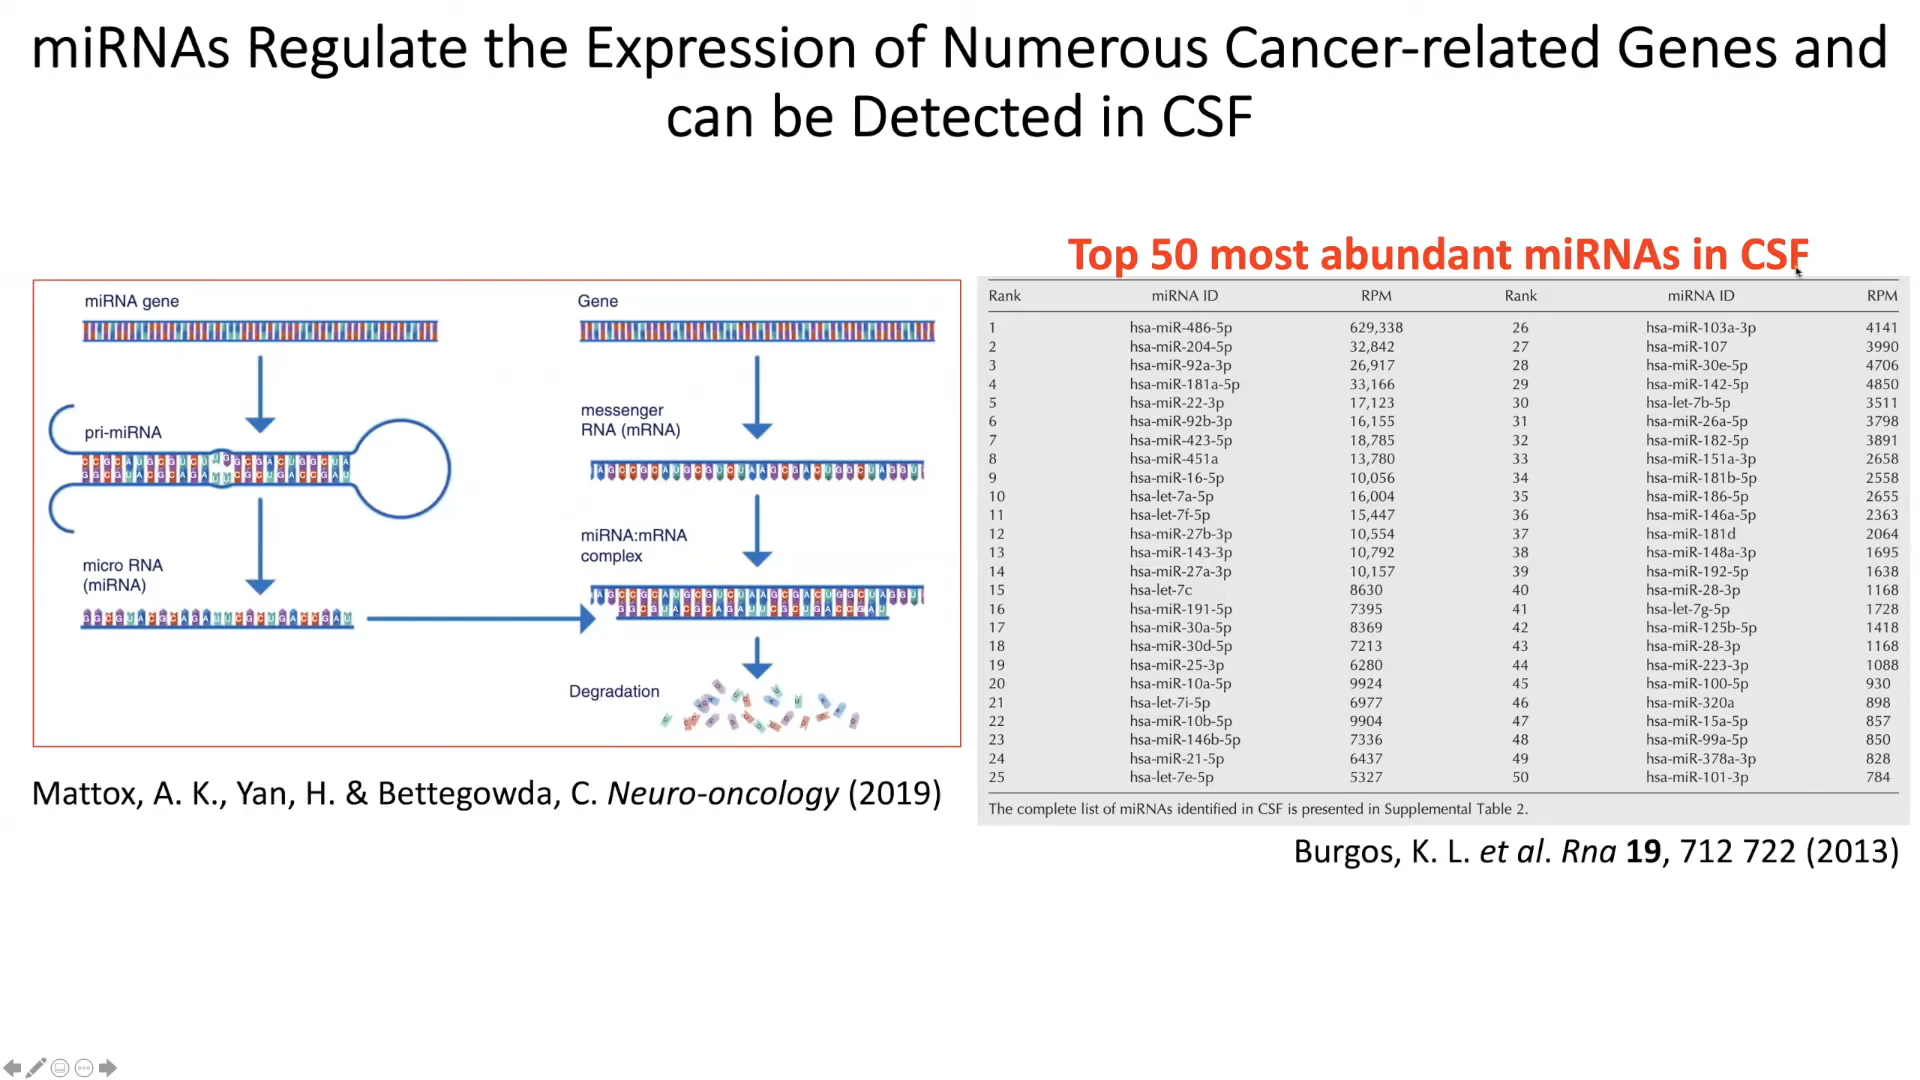 miRNAs Regulate the Expression of Numerous Cancer-related Genes and
can be Detected in CSF
miRNA gene
pri-miRNA
micro RNA
(miRNA)
Gene
messenger
RNA (mRNA)
miRNA:mRNA
complex
Degradation
Mattox, A. K., Yan, H. & Bettegowda, C. Neuro-oncology (2019)
Top 50 most abundant miRNAs in CSF
Rank miRNA ID RPM Rank miRNA ID RPM
1 hsa-miR-486-5p 629,338 26 hsa-miR-103a-3p 4141
2 hsa-miR-204-5p 32,842 27 hsa-miR-107 3990
3 hsa-miR-92a-3p 26,917 28 hsa-miR-30e-5p 4706
4 hsa-miR-181a-5p 33,166 29 hsa-miR-142-5p 4850
5 hsa-miR-22-3p 17,123 30 hsa-let-7b-5p 3511
6 hsa-miR-92b-3p 16,155 31 hsa-miR-26a-5p 3798
7 hsa-miR-423-5p 18,785 32 hsa-miR-182-5p 3891
8 hsa-miR-451a 13,780 33 hsa-miR-151a-3p 2658
9 hsa-miR-16-5p 10,056 34 hsa-miR-181b-5p 2558
10 hsa-let-7a-5p 16,004 35 hsa-miR-186-5p 2655
11 hsa-let-7f-5p 15,447 36 hsa-miR-146a-5p 2363
12 hsa-miR-27b-3p 10,554 37 hsa-miR-181d 2064
13 hsa-miR-143-3p 10,792 38 hsa-miR-148a-3p 1695
14 hsa-miR-27a-3p 10,157 39 hsa-miR-192-5p 1638
15 hsa-let-7c 8630 40 hsa-miR-28-3p 1168
16 hsa-miR-191-5p 7395 41 hsa-let-7g-5p 1728
17 hsa-miR-30a-5p 8369 42 hsa-miR-125b-5p 1418
18 hsa-miR-30d-5p 7213 43 hsa-miR-28-3p 1168
19 hsa-miR-25-3p 6280 44 hsa-miR-223-3p 1088
20 hsa-miR-10a-5p 9924 45 hsa-miR-100-5p 930
21 hsa-let-7i-5p 6977 46 hsa-miR-320a 898
22 hsa-miR-10b-5p 9904 47 hsa-miR-15a-5p 857
23 hsa-miR-146b-5p 7336 48 hsa-miR-99a-5p 850
24 hsa-miR-21-5p 6437 49 hsa-miR-378a-3p 828
25 hsa-let-7e-5p 5327 50 hsa-miR-101-3p 784
The complete list of miRNAs identified in CSF is presented in Supplemental Table 2.
Burgos, K. L. et al. Rna 19, 712 722 (2013)